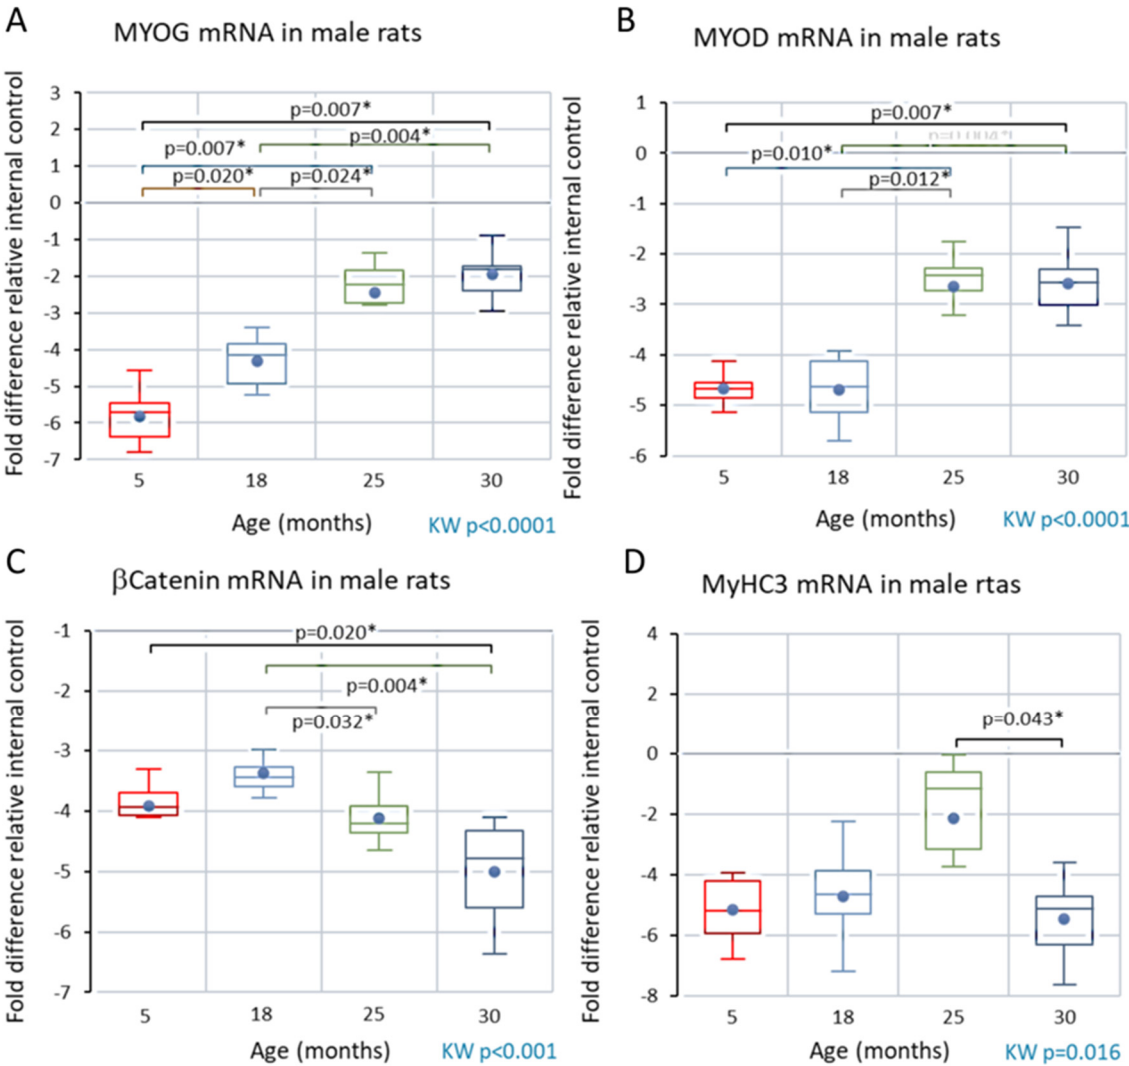 A
MYOG mRNA in male rats
Fold difference relative internal control
3
2
1
0
-1
-2
-3
-4
-5
-6
-7
p=0.007*
p=0.004*
p=0.007*
p=0.020*
p=0.024*
5
18
25
30
Age (months)
KW p<0.0001
B
MYOD mRNA in male rats
Fold difference relative internal control
1
0
-1
-2
-3
-4
-5
-6
p=0.007*
p=0.004*
p=0.010*
p=0.012*
5
18
25
30
Age (months)
KW p<0.0001
C
βCatenin mRNA in male rats
Fold difference relative internal control
-1
-2
-3
-4
-5
-6
-7
p=0.020*
p=0.004*
p=0.032*
5
18
25
30
Age (months)
KW p<0.001
D
MyHC3 mRNA in male rtas
Fold difference relative internal control
4
2
0
-2
-4
-6
-8
p=0.043*
5
18
25
30
Age (months)
KW p=0.016